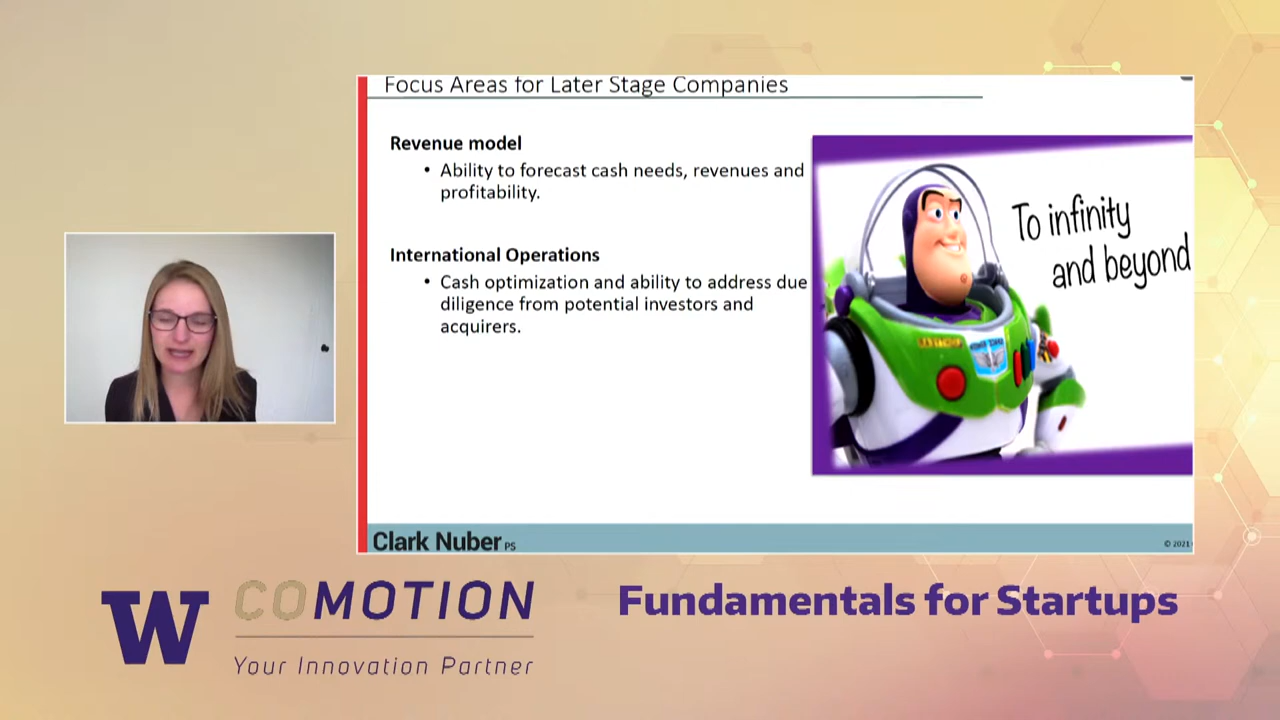 Focus Areas for Later Stage Companies
Revenue model
• Ability to forecast cash needs, revenues and
profitability.
International Operations
• Cash optimization and ability to address due
diligence from potential investors and
acquirers.
To infinity
and beyond
Clark Nuber PS
© 2021
W COMOTION
Your Innovation Partner
Fundamentals for Startups